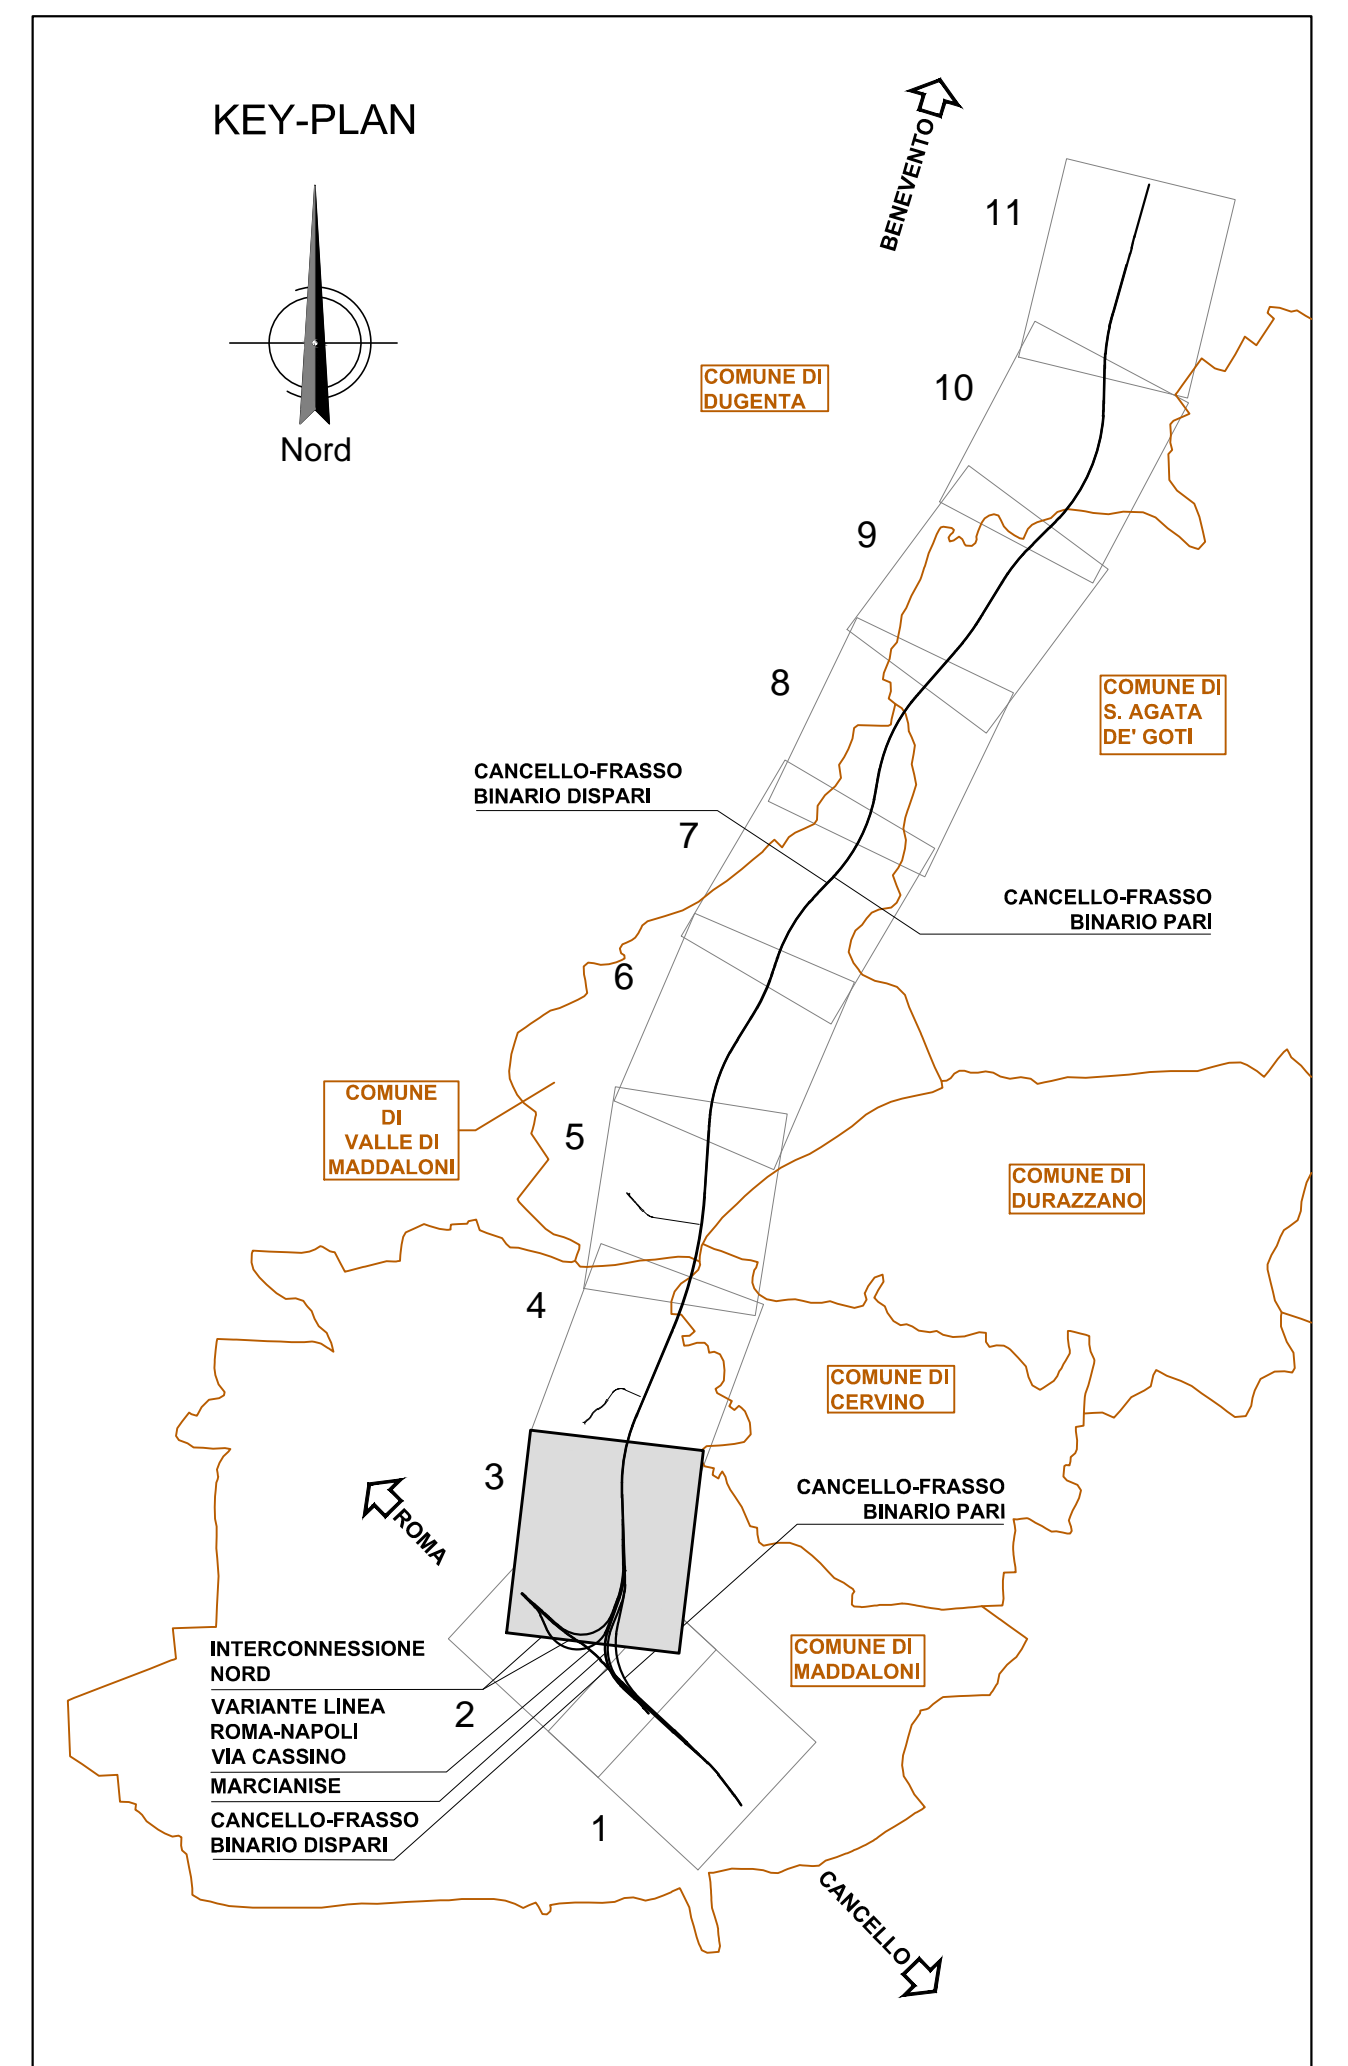 KEY-PLAN
Nord
BENEVENTO
11
10
COMUNE DI
DUGENTA
9
8
COMUNE DI
S. AGATA
DE' GOTI
CANCELLO-FRASSO
BINARIO DISPARI
7
CANCELLO-FRASSO
BINARIO PARI
6
COMUNE
DI
VALLE DI
MADDALONI
5
COMUNE DI
DURAZZANO
4
COMUNE DI
CERVINO
3
CANCELLO-FRASSO
BINARIO PARI
ROMA
INTERCONNESSIONE
NORD
COMUNE DI
MADDALONI
VARIANTE LINEA
ROMA-NAPOLI
VIA CASSINO
2
MARCIANISE
CANCELLO-FRASSO
BINARIO DISPARI
1
CANCELLO